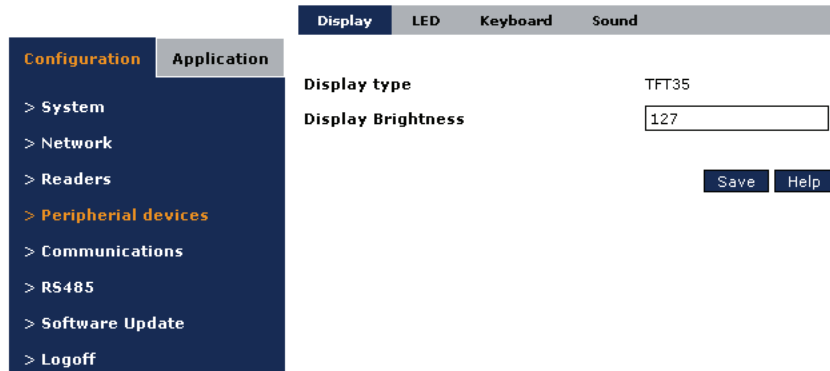 Display LED Keyboard Sound
Configuration Application
> System
> Network
> Readers
> Peripherial devices
> Communications
> RS485
> Software Update
> Logoff
Display type TFT35
Display Brightness 127
Save Help